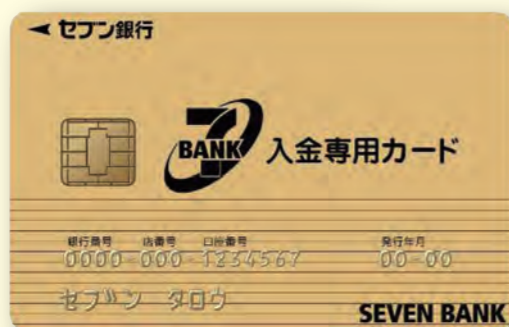 セブン銀行
7 BANK 入金専用カード
銀行番号 店番号 口座番号 発行年月
0000-000-1234567 00-00
セブン タロウ
SEVEN BANK